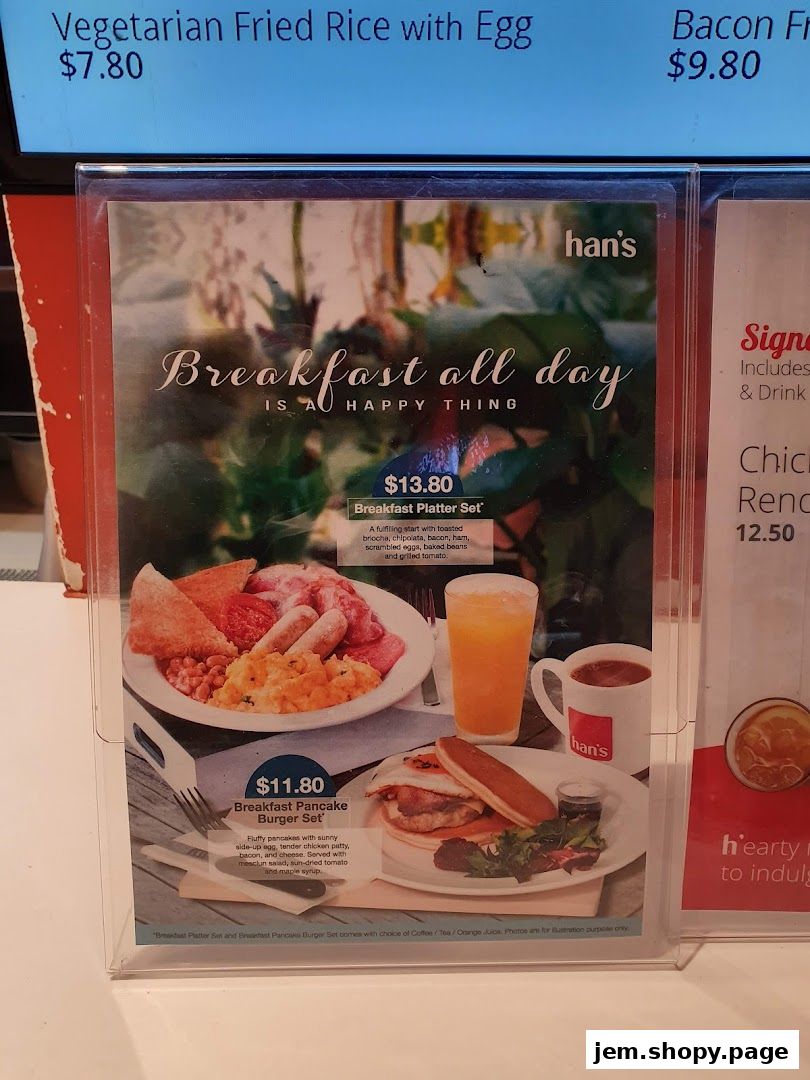 Vegetarian Fried Rice with Egg
$7.80
Bacon
$9.80
han's
Breakfast all day
IS A HAPPY THING
$13.80
Breakfast Platter Set*
A fulfilling start with toasted
brioche, chipolata, bacon, ham,
scrambled eggs, baked beans
and grilled tomato.
han's
$11.80
Breakfast Pancake
Burger Set*
Fluffy pancakes with sunny
side-up egg, tender chicken patty,
bacon, and cheese. Served with
mesclun salad, sun-dried tomato
and maple syrup.
*Breakfast Platter Set and Breakfast Pancake Burger Set comes with choice of Coffee / Tea / Orange Juice. Photos are for illustration purpose only.
Includes
& Drink
12.50
h'earty
to
jem.shopy.page